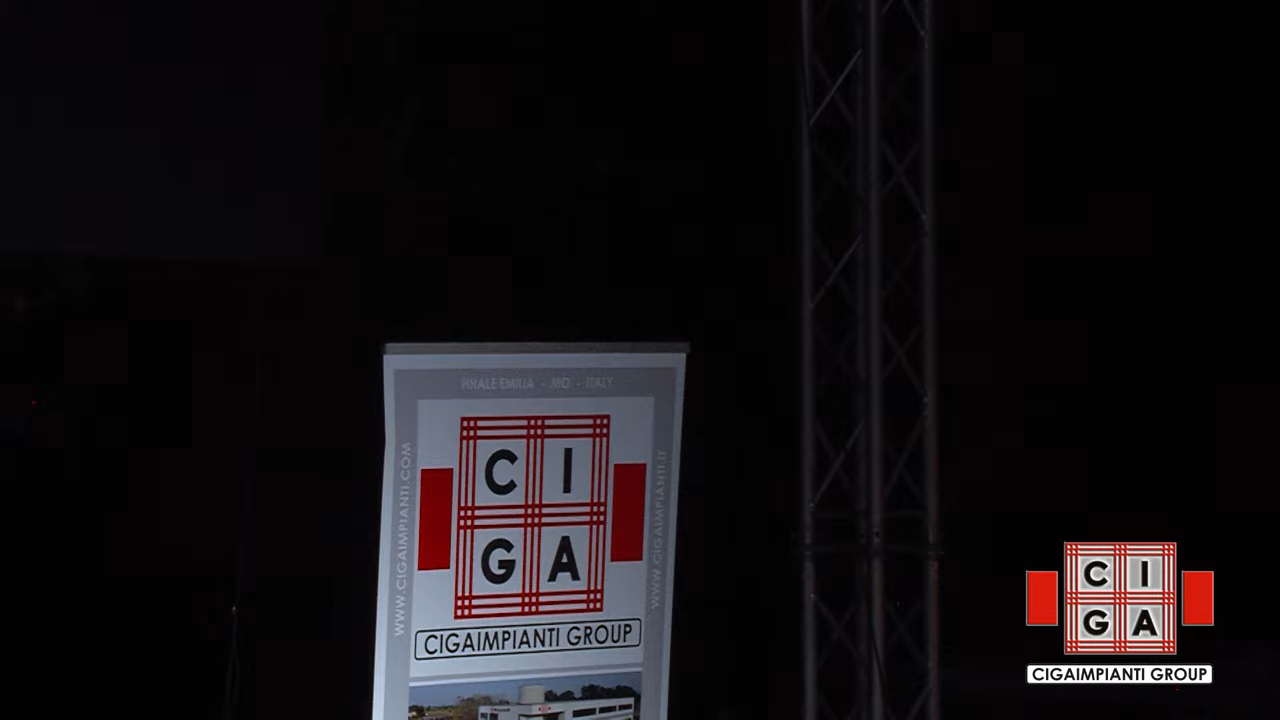 FINALE EMILIA - MO - ITALY
WWW.CIGAIMPIANTI.COM
C I
G A
WWW.CIGAIMPIANTI.IT
CIGAIMPIANTI GROUP
C I
G A
CIGAIMPIANTI GROUP